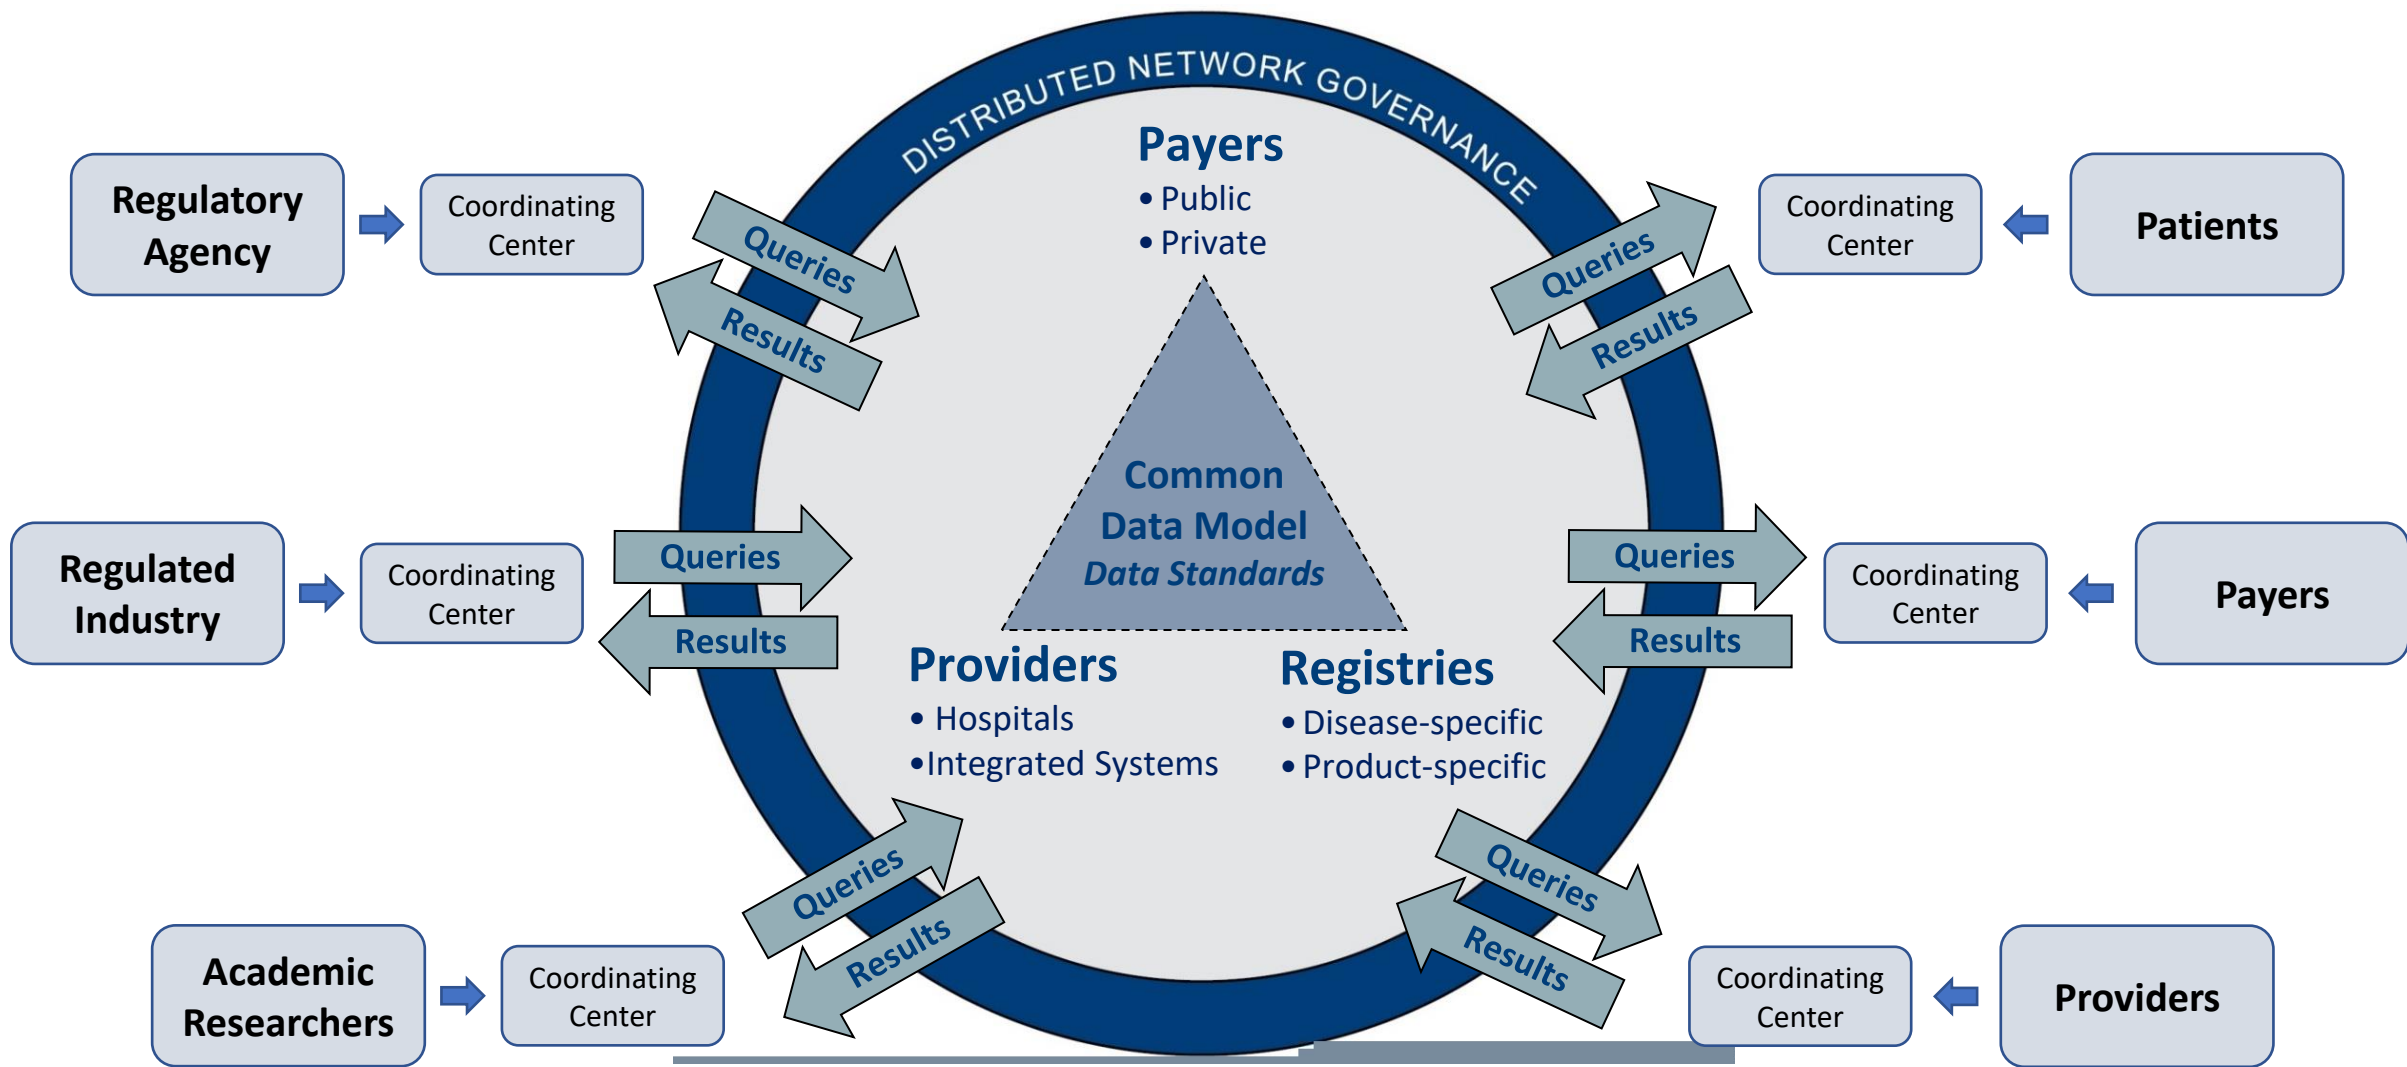 DISTRIBUTED NETWORK GOVERNANCE
Payers
• Public
• Private
Regulatory
Agency
Coordinating
Center
Queries
Results
Queries
Results
Coordinating
Center
Patients
Common
Data Model
Data Standards
Regulated
Industry
Coordinating
Center
Queries
Results
Queries
Results
Coordinating
Center
Payers
Providers
• Hospitals
•Integrated Systems
Registries
• Disease-specific
• Product-specific
Academic
Researchers
Coordinating
Center
Queries
Results
Queries
Results
Coordinating
Center
Providers